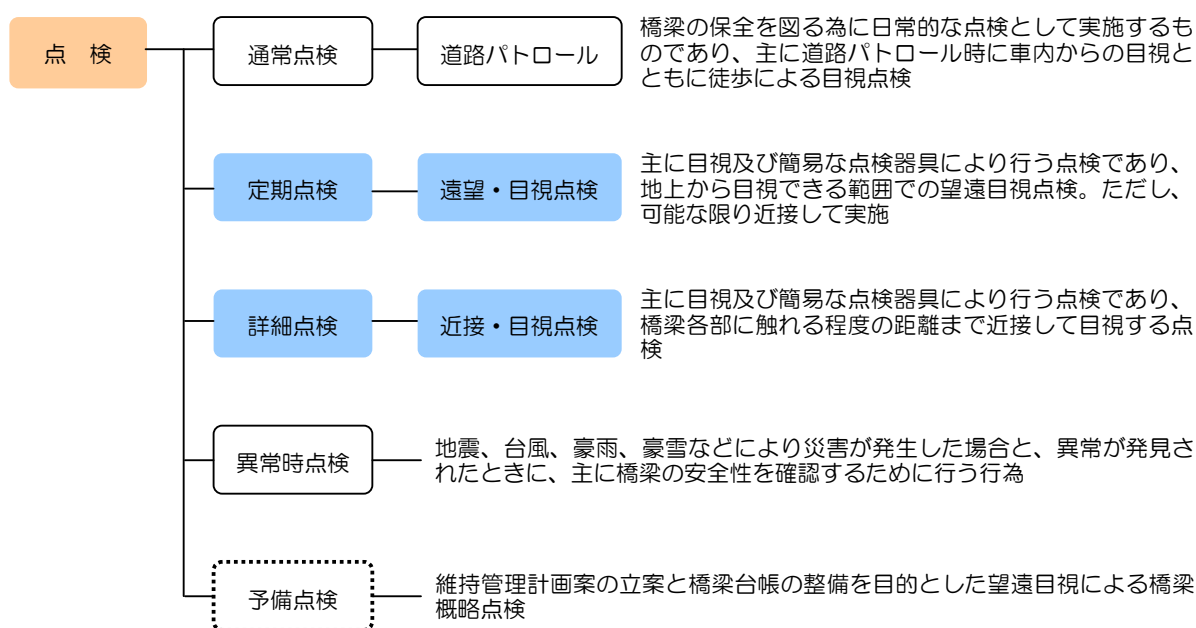 点　検
通常点検
道路パトロール
橋梁の保全を図る為に日常的な点検として実施するも
のであり、主に道路パトロール時に車内からの目視と
ともに徒歩による目視点検
定期点検
遠望・目視点検
主に目視及び簡易な点検器具により行う点検であり、
地上から目視できる範囲での望遠目視点検。ただし、
可能な限り近接して実施
詳細点検
近接・目視点検
主に目視及び簡易な点検器具により行う点検であり、
橋梁各部に触れる程度の距離まで近接して目視する点
検
異常時点検
地震、台風、豪雨、豪雪などにより災害が発生した場合と、異常が発見さ
れたときに、主に橋梁の安全性を確認するために行う行為
予備点検
維持管理計画案の立案と橋梁台帳の整備を目的とした望遠目視による橋梁
概略点検